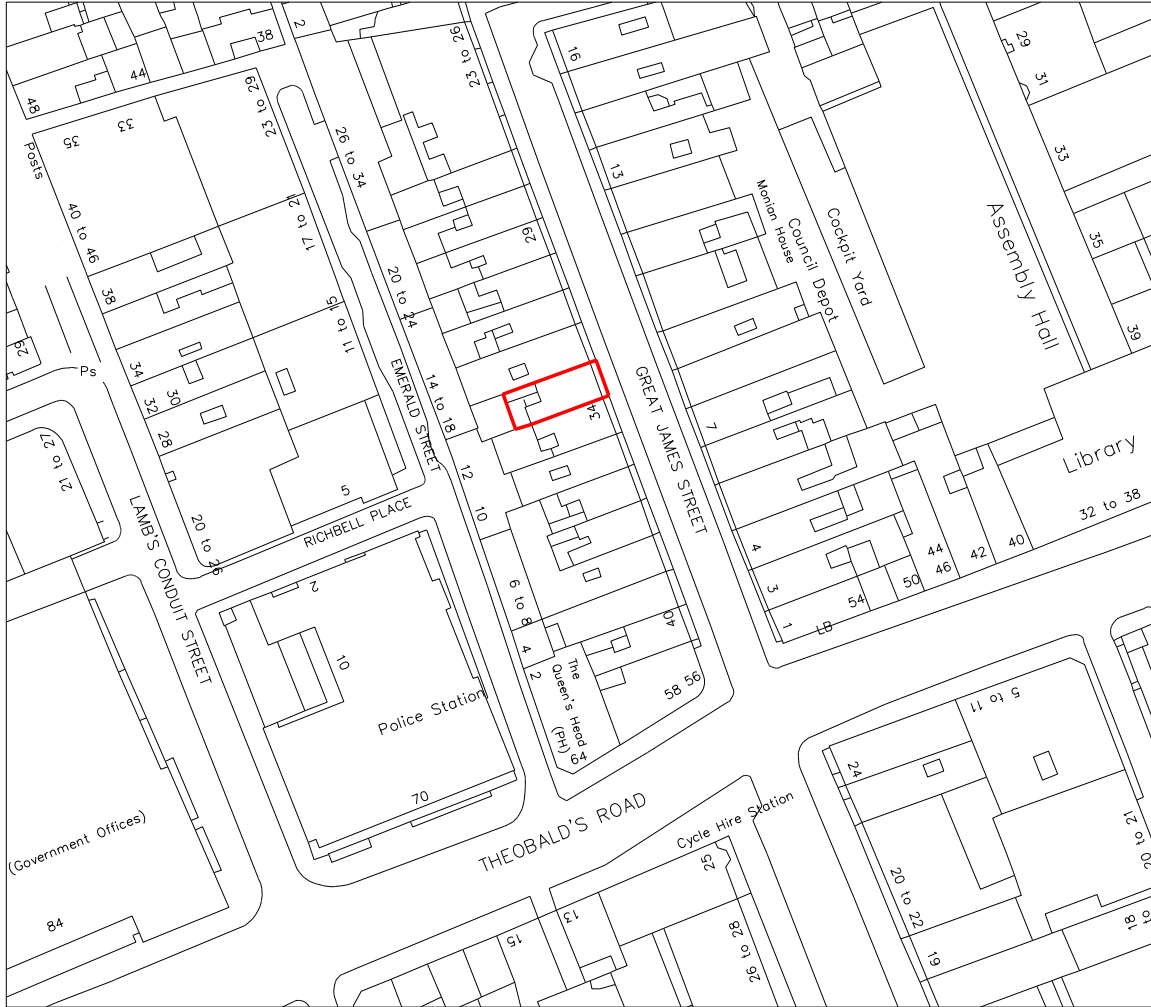 16
23 to 26
38
2
44
48
29
31
33
35
23 to 29
33
35
Posts
26 to 34
13
40 to 46
17 to 21
29
Monian House
Council Depot
Cockpit Yard
Assembly Hall
38
20 to 24
11 to 15
39
29
Ps
34
30
32
28
EMERALD STREET
14 to 18
34
GREAT JAMES STREET
7
Library
21 to 27
12
10
5
LAMB'S CONDUIT STREET
20 to 26
RICHBELL PLACE
32 to 38
40
42
44
46
50
54
4
3
1
LB
2
6 to 8
40
4
2
10
The
Queen's Head
(PH)
64
58 56
Police Station
5 to 11
24
70
THEOBALD'S ROAD
Cycle Hire Station
25
(Government Offices)
20 to 21
20 to 22
84
13
15
26 to 28
18 to
19